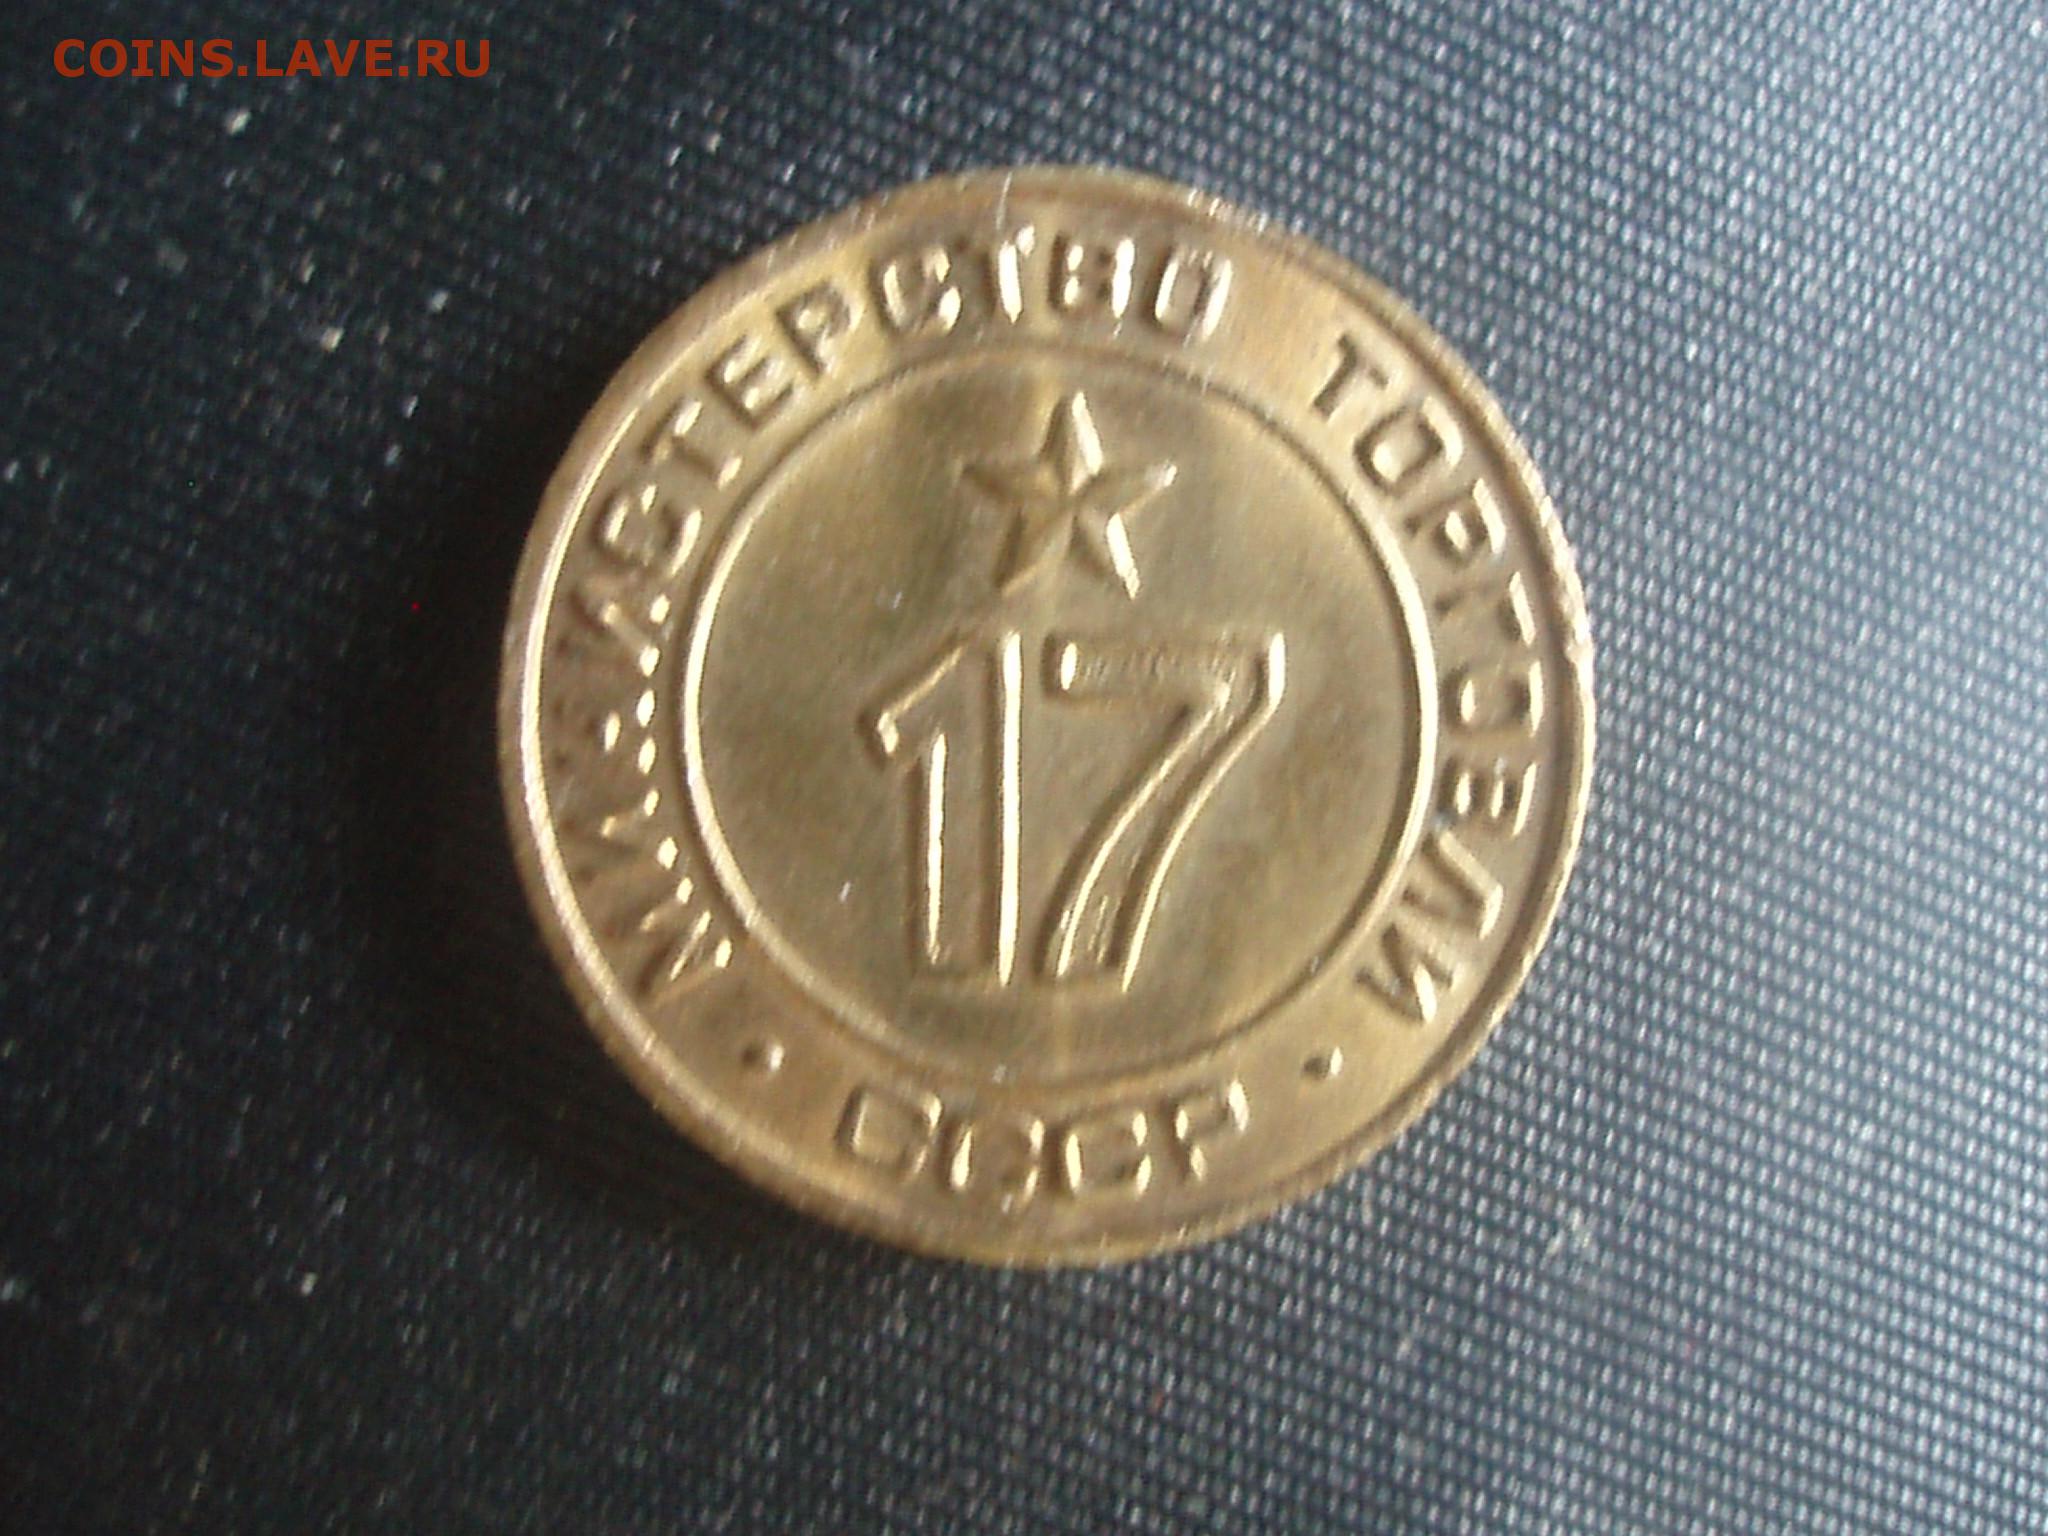 COINS.LAVE.RU
МИНИСТЕРСТВО ТОРГОВЛИ
17
· СССР ·